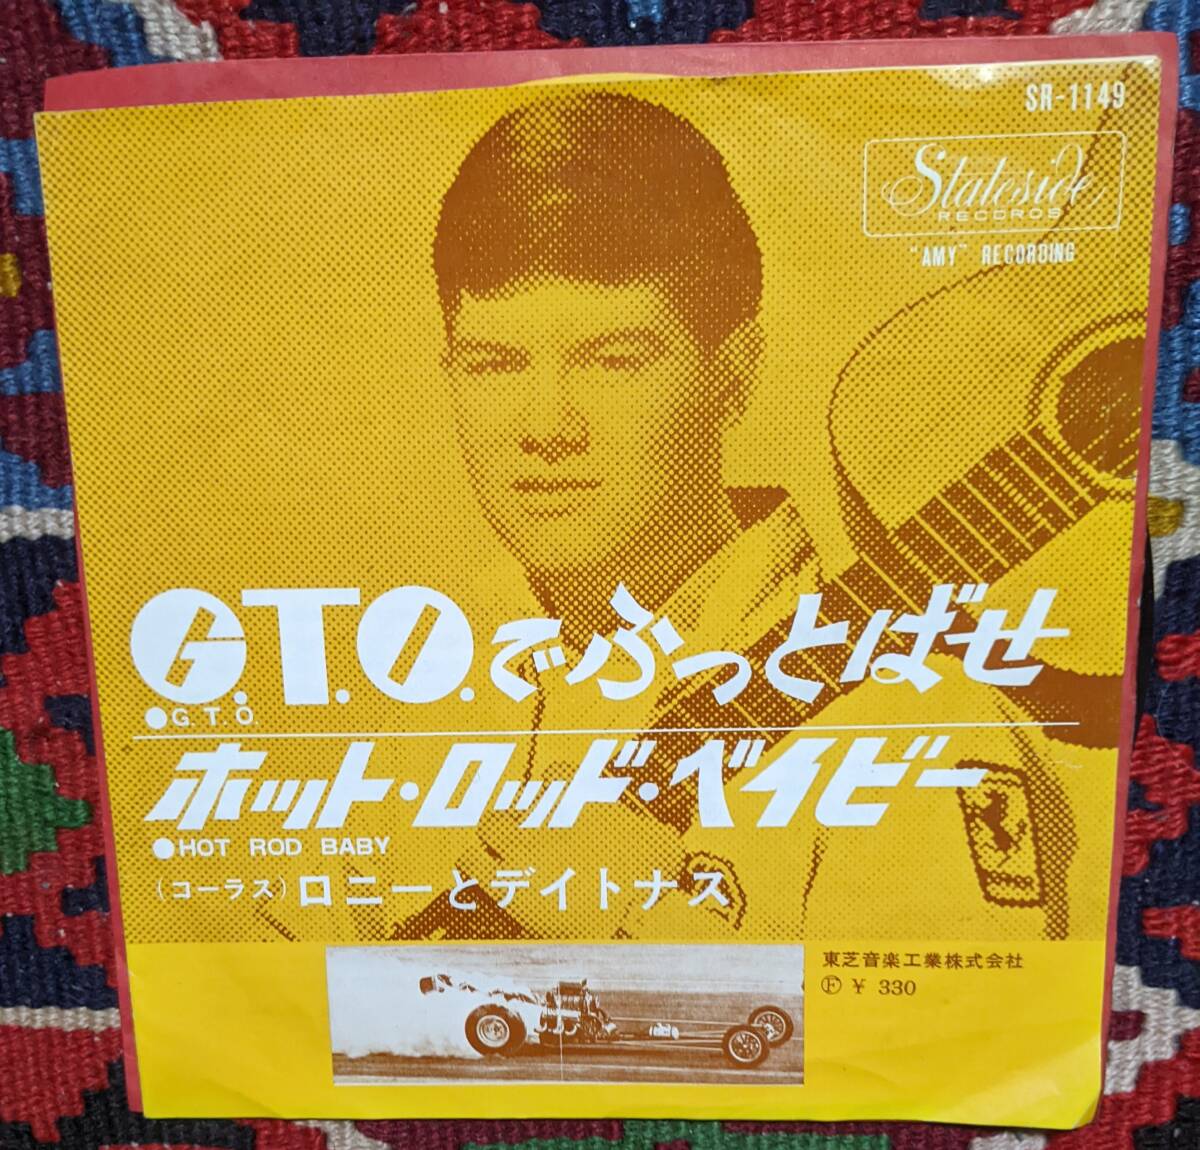 SR-1149
Stateside
RECORDS
"AMY" RECORDING
G.T.O.でぶっとばせ
●G.T.O.
ホット・ロッド・ベイビー
●HOT ROD BABY
(コーラス)ロニーとデイトナス
東芝音楽工業株式会社
Ⓕ ¥ 330